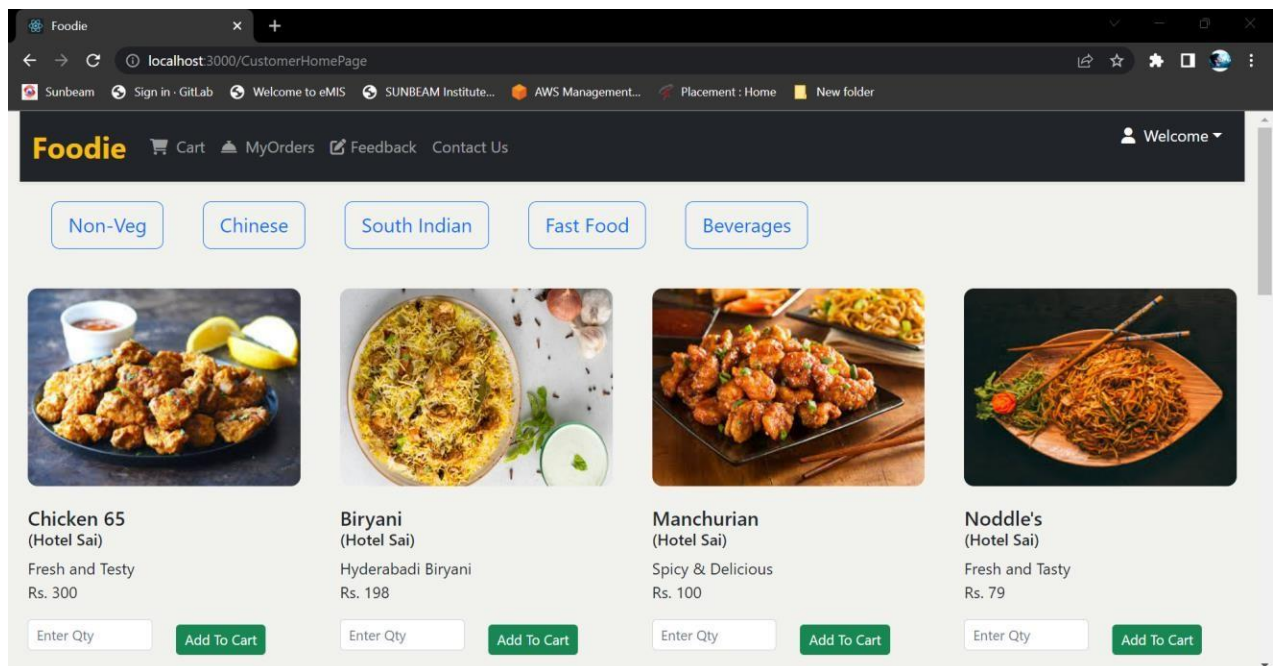 Foodie
localhost:3000/CustomerHomePage
Sunbeam Sign in · GitLab Welcome to eMIS SUNBEAM Institute... AWS Management... Placement : Home New folder
Foodie Cart MyOrders Feedback Contact Us Welcome
Non-Veg Chinese South Indian Fast Food Beverages
Chicken 65 Biryani Manchurian Noddle's
(Hotel Sai) (Hotel Sai) (Hotel Sai) (Hotel Sai)
Fresh and Testy Hyderabadi Biryani Spicy & Delicious Fresh and Tasty
Rs. 300 Rs. 198 Rs. 100 Rs. 79
Enter Qty Add To Cart Enter Qty Add To Cart Enter Qty Add To Cart Enter Qty Add To Cart